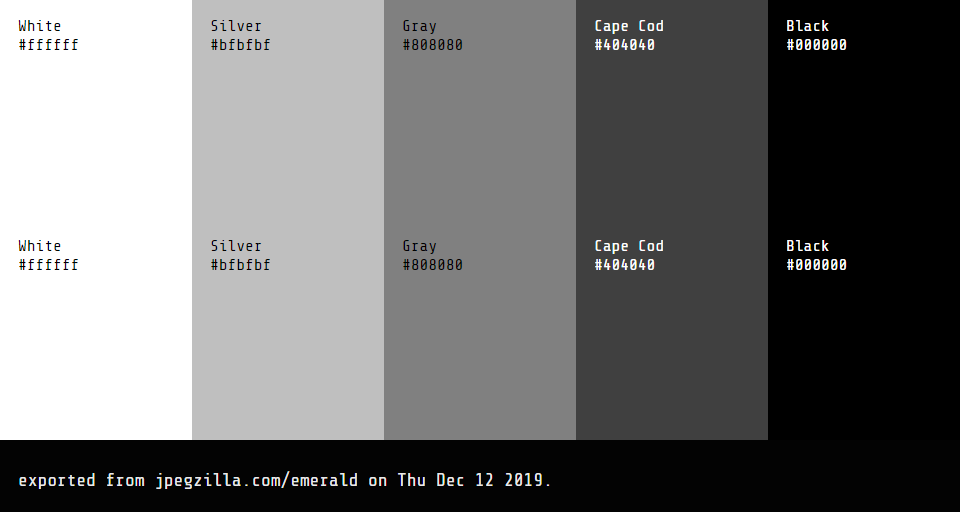 White
#ffffff
Silver
#bfbfbf
Gray
#808080
Cape Cod
#404040
Black
#000000
White
#ffffff
Silver
#bfbfbf
Gray
#808080
Cape Cod
#404040
Black
#000000
exported from jpegzilla.com/emerald on Thu Dec 12 2019.